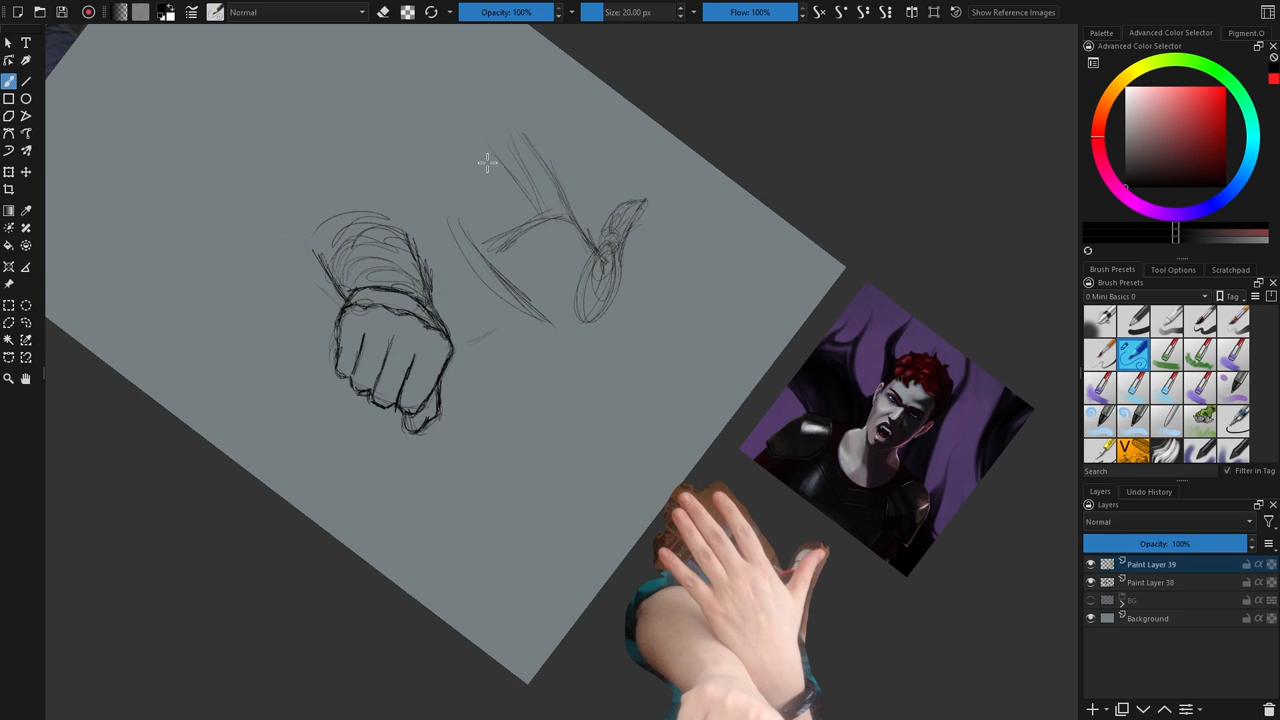 Normal
Opacity: 100%
Size: 20.00 px
Flow: 100%
Show Reference Images
Palette
Advanced Color Selector
Pigment.O
Advanced Color Selector
Brush Presets
Tool Options
Scratchpad
Brush Presets
0 Mini Basics 0
Tag
Search
Filter in Tag
Layers
Undo History
Layers
Normal
Opacity: 100%
Paint Layer 39
Paint Layer 38
BG
Background